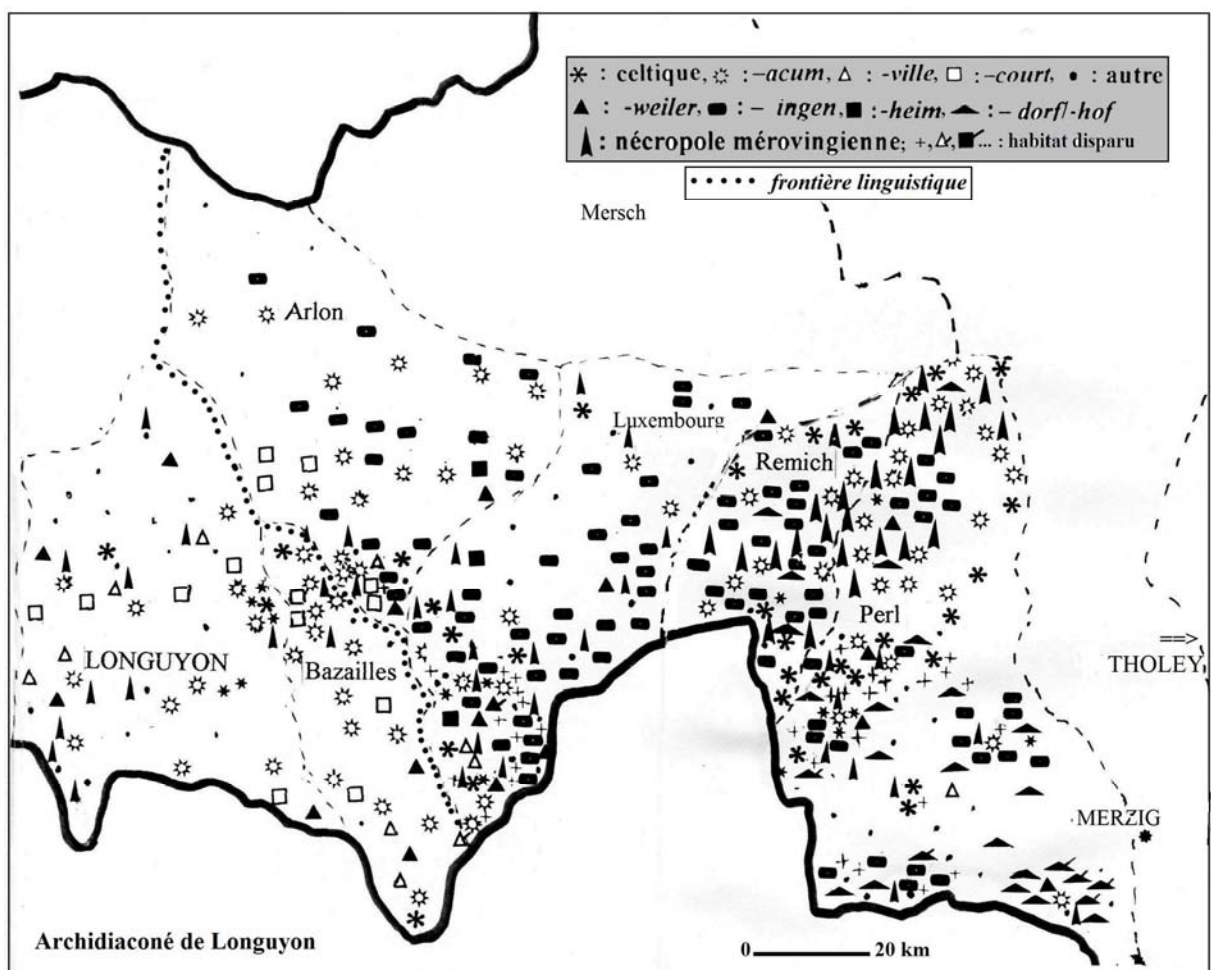 * : celtique, ☼ : –acum, △ : -ville, □ : –court, • : autre
▲ : -weiler, ▬ : – ingen, ■ : -heim, ◢◣ : – dorf/-hof
▲ : nécropole mérovingienne; +, △, ■... : habitat disparu
• • • • • • frontière linguistique
Mersch
Arlon
Luxembourg
Remich
Perl
==>
THOLEY
LONGUYON
Bazailles
MERZIG
Archidiaconé de Longuyon
0 20 km